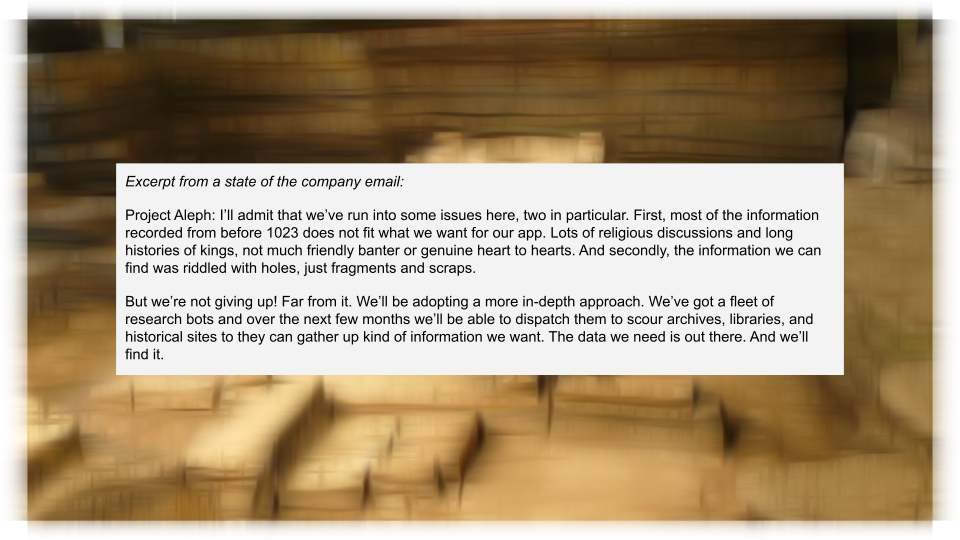 Excerpt from a state of the company email:
Project Aleph: I’ll admit that we’ve run into some issues here, two in particular. First, most of the information
recorded from before 1023 does not fit what we want for our app. Lots of religious discussions and long
histories of kings, not much friendly banter or genuine heart to hearts. And secondly, the information we can
find was riddled with holes, just fragments and scraps.
But we’re not giving up! Far from it. We’ll be adopting a more in-depth approach. We’ve got a fleet of
research bots and over the next few months we’ll be able to dispatch them to scour archives, libraries, and
historical sites to they can gather up kind of information we want. The data we need is out there. And we’ll
find it.